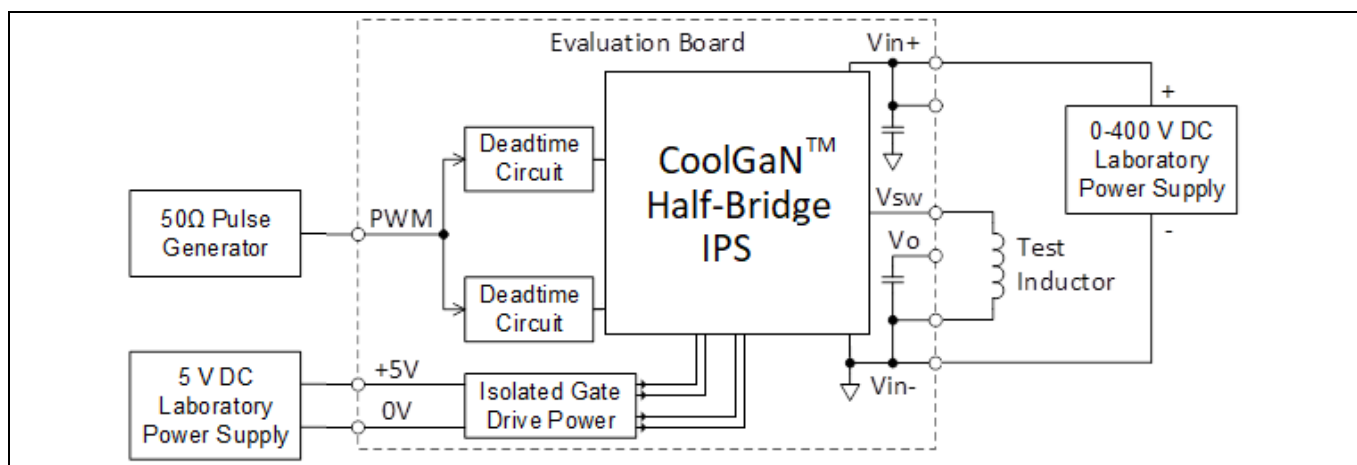 Evaluation Board
Vin+
Deadtime
Circuit
CoolGaN™
Half-Bridge
IPS
+
0-400 V DC
Laboratory
Power Supply
-
50Ω Pulse
Generator
PWM
Vsw
Vo
Test
Inductor
Deadtime
Circuit
5 V DC
Laboratory
Power Supply
+5V
0V
Isolated Gate
Drive Power
Vin-